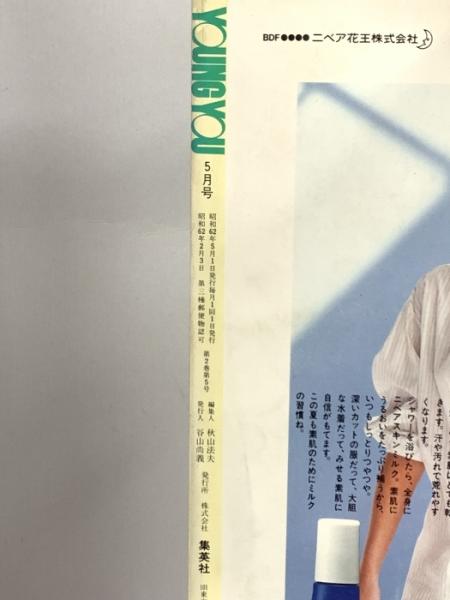 YOUNG YOU
5月号
昭和62年5月1日発行毎月1回1日発行
昭和62年2月3日 第三種郵便物認可
第2巻第5号
編集人 秋山法夫
発行人 谷山尚義
発行所 株式会社 集英社
BDF●●●● ニベア花王株式会社
きます。汗や汚れで荒れやす
くなります。
シャワーを浴びたら、全身に
ニベアスキンミルク。素肌に
うるおいをたっぷり補うから、
いつもしっとりつやつや。
深いカットの服だって、大胆
な水着だって、みせる素肌に
自信がもてます。
この夏も素肌のためにミルク
の習慣ね。